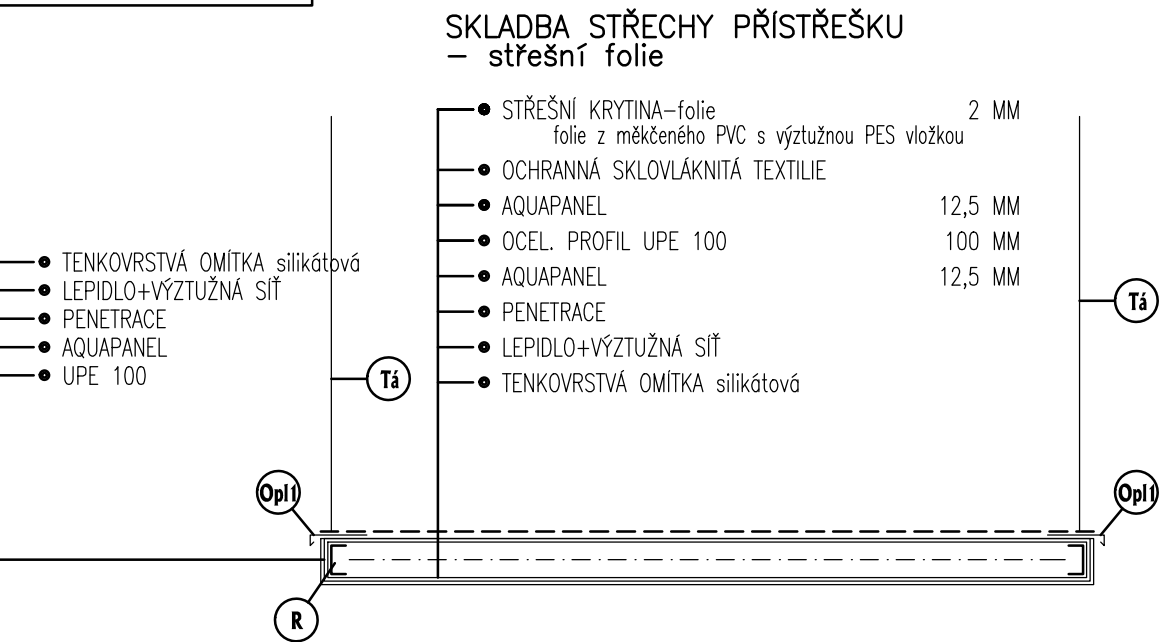 SKLADBA STŘECHY PŘÍSTŘEŠKU
– střešní folie
STŘEŠNÍ KRYTINA–folie 2 MM
folie z měkčeného PVC s výztužnou PES vložkou
OCHRANNÁ SKLOVLÁKNITÁ TEXTILIE
AQUAPANEL 12,5 MM
OCEL. PROFIL UPE 100 100 MM
AQUAPANEL 12,5 MM
PENETRACE
LEPIDLO+VÝZTUŽNÁ SÍŤ
TENKOVRSTVÁ OMÍTKA silikátová
TENKOVRSTVÁ OMÍTKA silikátová
LEPIDLO+VÝZTUŽNÁ SÍŤ
PENETRACE
AQUAPANEL
UPE 100
Tá
Tá
Opl1
Opl1
R